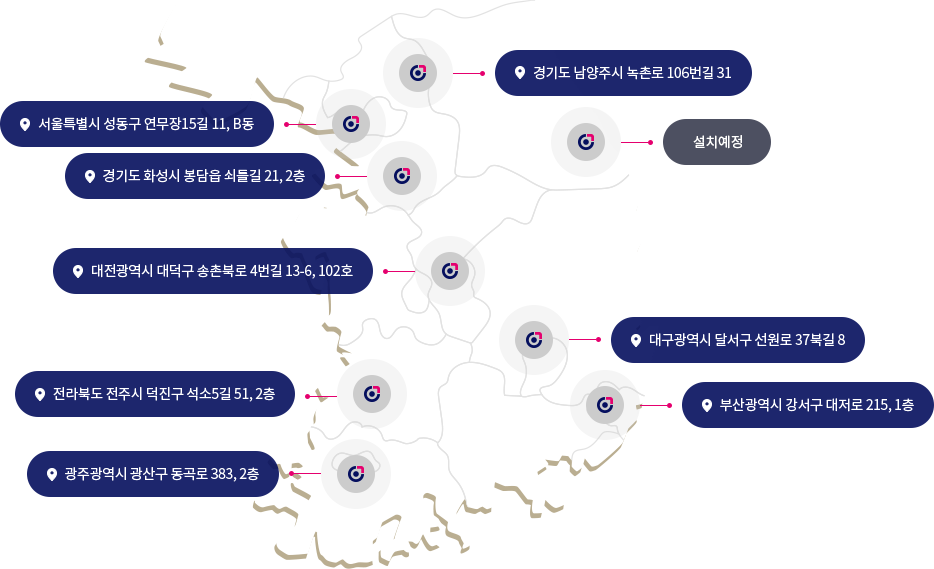 경기도 남양주시 녹촌로 106번길 31
서울특별시 성동구 연무장15길 11, B동
설치예정
경기도 화성시 봉담읍 쇠틀길 21, 2층
대전광역시 대덕구 송촌북로 4번길 13-6, 102호
대구광역시 달서구 선원로 37북길 8
전라북도 전주시 덕진구 석소5길 51, 2층
부산광역시 강서구 대저로 215, 1층
광주광역시 광산구 동곡로 383, 2층